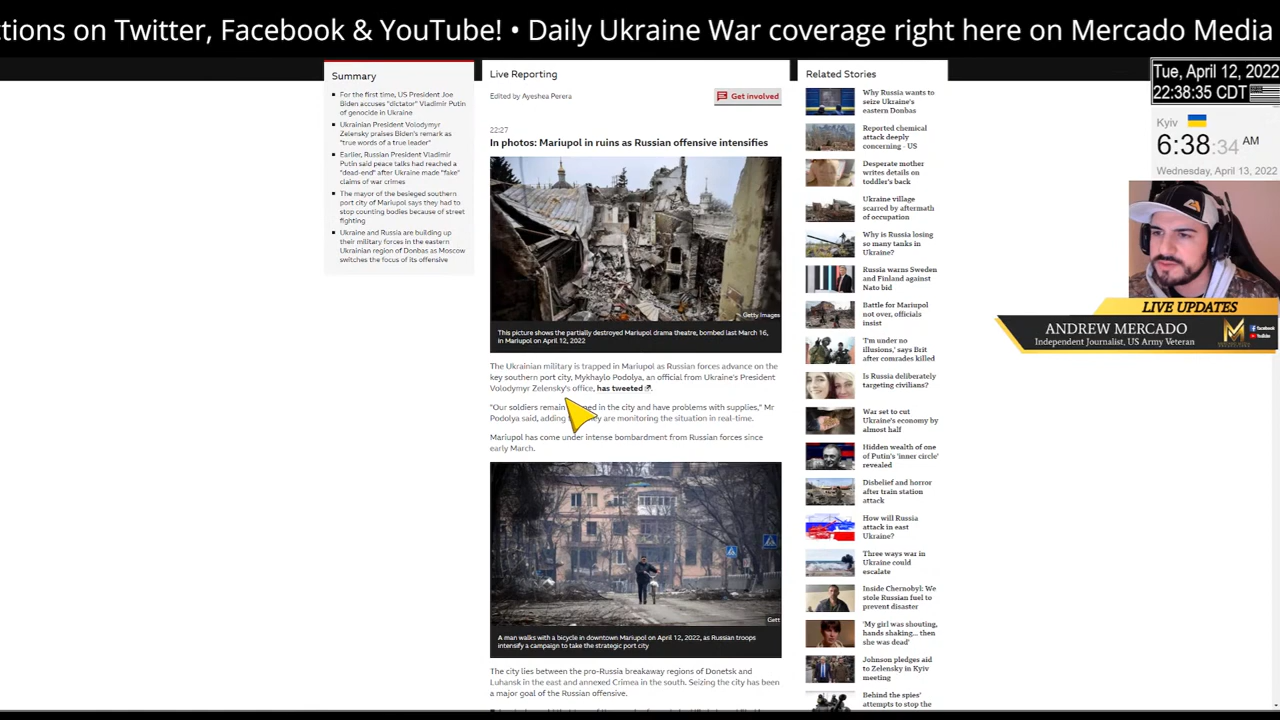 ctions on Twitter, Facebook & YouTube! • Daily Ukraine War coverage right here on Mercado Media
Summary
For the first time, US President Joe
Biden accuses "dictator" Vladimir Putin
of genocide in Ukraine
Ukrainian President Volodymyr
Zelensky praises Biden's remark as
"true words of a true leader"
Earlier, Russian President Vladimir
Putin said peace talks had reached a
"dead-end" after Ukraine made "fake"
claims of war crimes
The mayor of the besieged southern
port city of Mariupol says they had to
stop counting bodies because of street
fighting
Ukraine and Russia are building up
their military forces in the eastern
Ukrainian region of Donbas as Moscow
switches the focus of its offensive
Live Reporting
Edited by Ayeshea Perera
Get involved
22:27
In photos: Mariupol in ruins as Russian offensive intensifies
Getty Images
This picture shows the partially destroyed Mariupol drama theatre, bombed last March 16,
in Mariupol on April 12, 2022
The Ukrainian military is trapped in Mariupol as Russian forces advance on the
key southern port city, Mykhaylo Podolya, an official from Ukraine's President
Volodymyr Zelensky's office, has tweeted.
"Our soldiers remain in the city and have problems with supplies," Mr
Podolya said, adding they are monitoring the situation in real-time.
Mariupol has come under intense bombardment from Russian forces since
early March.
Gett
A man walks with a bicycle in downtown Mariupol on April 12, 2022, as Russian troops
intensify a campaign to take the strategic port city
The city lies between the pro-Russia breakaway regions of Donetsk and
Luhansk in the east and annexed Crimea in the south. Seizing the city has been
a major goal of the Russian offensive.
Related Stories
Why Russia wants to
seize Ukraine's
eastern Donbas
Reported chemical
attack deeply
concerning - US
Desperate mother
writes details on
toddler's back
Ukraine village
scarred by aftermath
of occupation
Why is Russia losing
so many tanks in
Ukraine?
Russia warns Sweden
and Finland against
Nato bid
Battle for Mariupol
not over, officials
insist
'I'm under no
illusions,' says Brit
after comrades killed
Is Russia deliberately
targeting civilians?
War set to cut
Ukraine's economy by
almost half
Hidden wealth of one
of Putin's 'inner circle'
revealed
Disbelief and horror
after train station
attack
How will Russia
attack in east
Ukraine?
Three ways war in
Ukraine could
escalate
Inside Chernobyl: We
stole Russian fuel to
prevent disaster
'My girl was shouting,
hands shaking... then
she was dead'
Johnson pledges aid
to Zelensky in Kyiv
meeting
Behind the spies'
attempts to stop the
Tue, April 12, 2022
22:38:35 CDT
Kyiv
6:38:34 AM
Wednesday, April 13, 2022
LIVE UPDATES
ANDREW MERCADO
Independent Journalist, US Army Veteran
facebook
YouTube